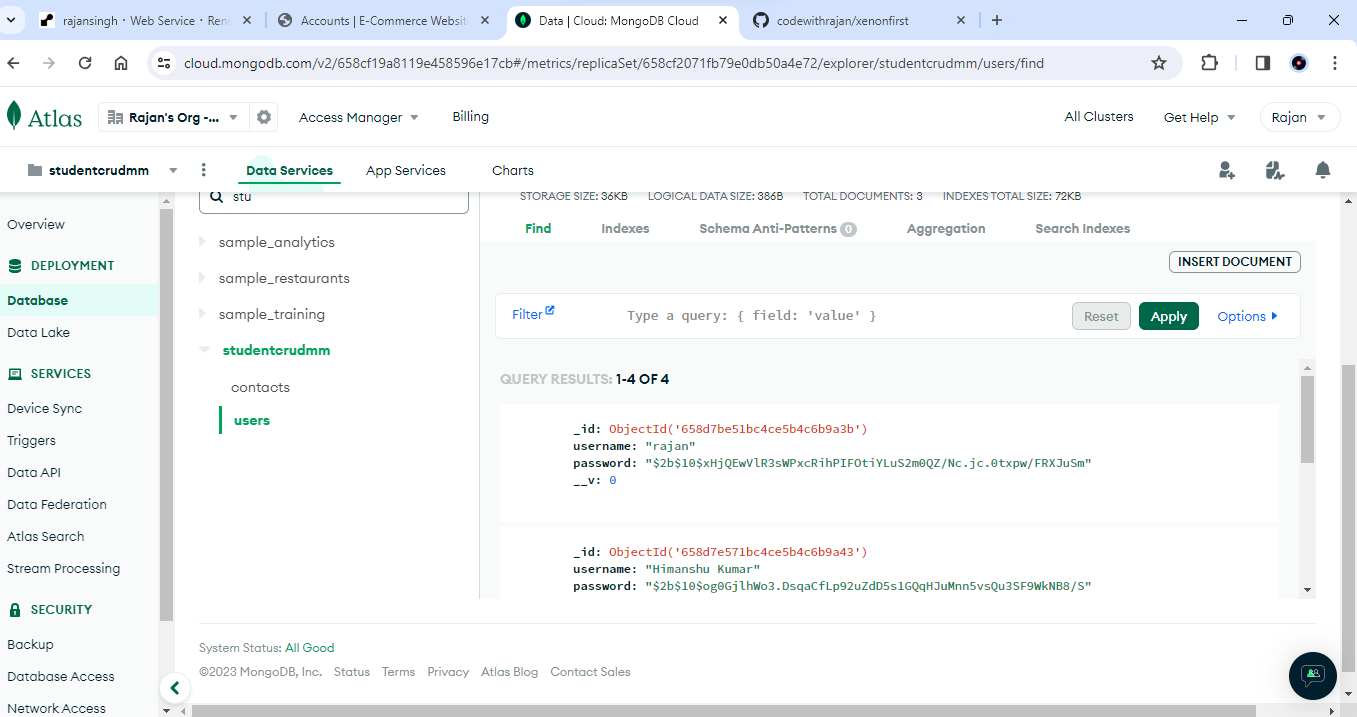 rajansingh · Web Service · Ren
Accounts | E-Commerce Websit
Data | Cloud: MongoDB Cloud
codewithrajan/xenonfirst
cloud.mongodb.com/v2/658cf19a8119e458596e17cb#/metrics/replicaSet/658cf2071fb79e0db50a4e72/explorer/studentcrudmm/users/find
Atlas
Rajan's Org -...
Access Manager
Billing
All Clusters
Get Help
Rajan
studentcrudmm
Data Services
App Services
Charts
Overview
DEPLOYMENT
Database
Data Lake
SERVICES
Device Sync
Triggers
Data API
Data Federation
Atlas Search
Stream Processing
SECURITY
Backup
Database Access
Network Access
stu
sample_analytics
sample_restaurants
sample_training
studentcrudmm
contacts
users
STORAGE SIZE: 36KB LOGICAL DATA SIZE: 386B TOTAL DOCUMENTS: 3 INDEXES TOTAL SIZE: 72KB
Find
Indexes
Schema Anti-Patterns 0
Aggregation
Search Indexes
INSERT DOCUMENT
Filter
Type a query: { field: 'value' }
Reset
Apply
Options
QUERY RESULTS: 1-4 OF 4
_id: ObjectId('658d7be51bc4ce5b4c6b9a3b')
username: "rajan"
password: "$2b$10$xHjQEwVlR3sWPxcRihPIFOtiYLuS2m0QZ/Nc.jc.0txpw/FRXJuSm"
__v: 0
_id: ObjectId('658d7e571bc4ce5b4c6b9a43')
username: "Himanshu Kumar"
password: "$2b$10$og0GjlhWo3.DsqaCfLp92uZdD5s1GQqHJuMnn5vsQu3SF9WkNB8/S"
System Status: All Good
©2023 MongoDB, Inc. Status Terms Privacy Atlas Blog Contact Sales